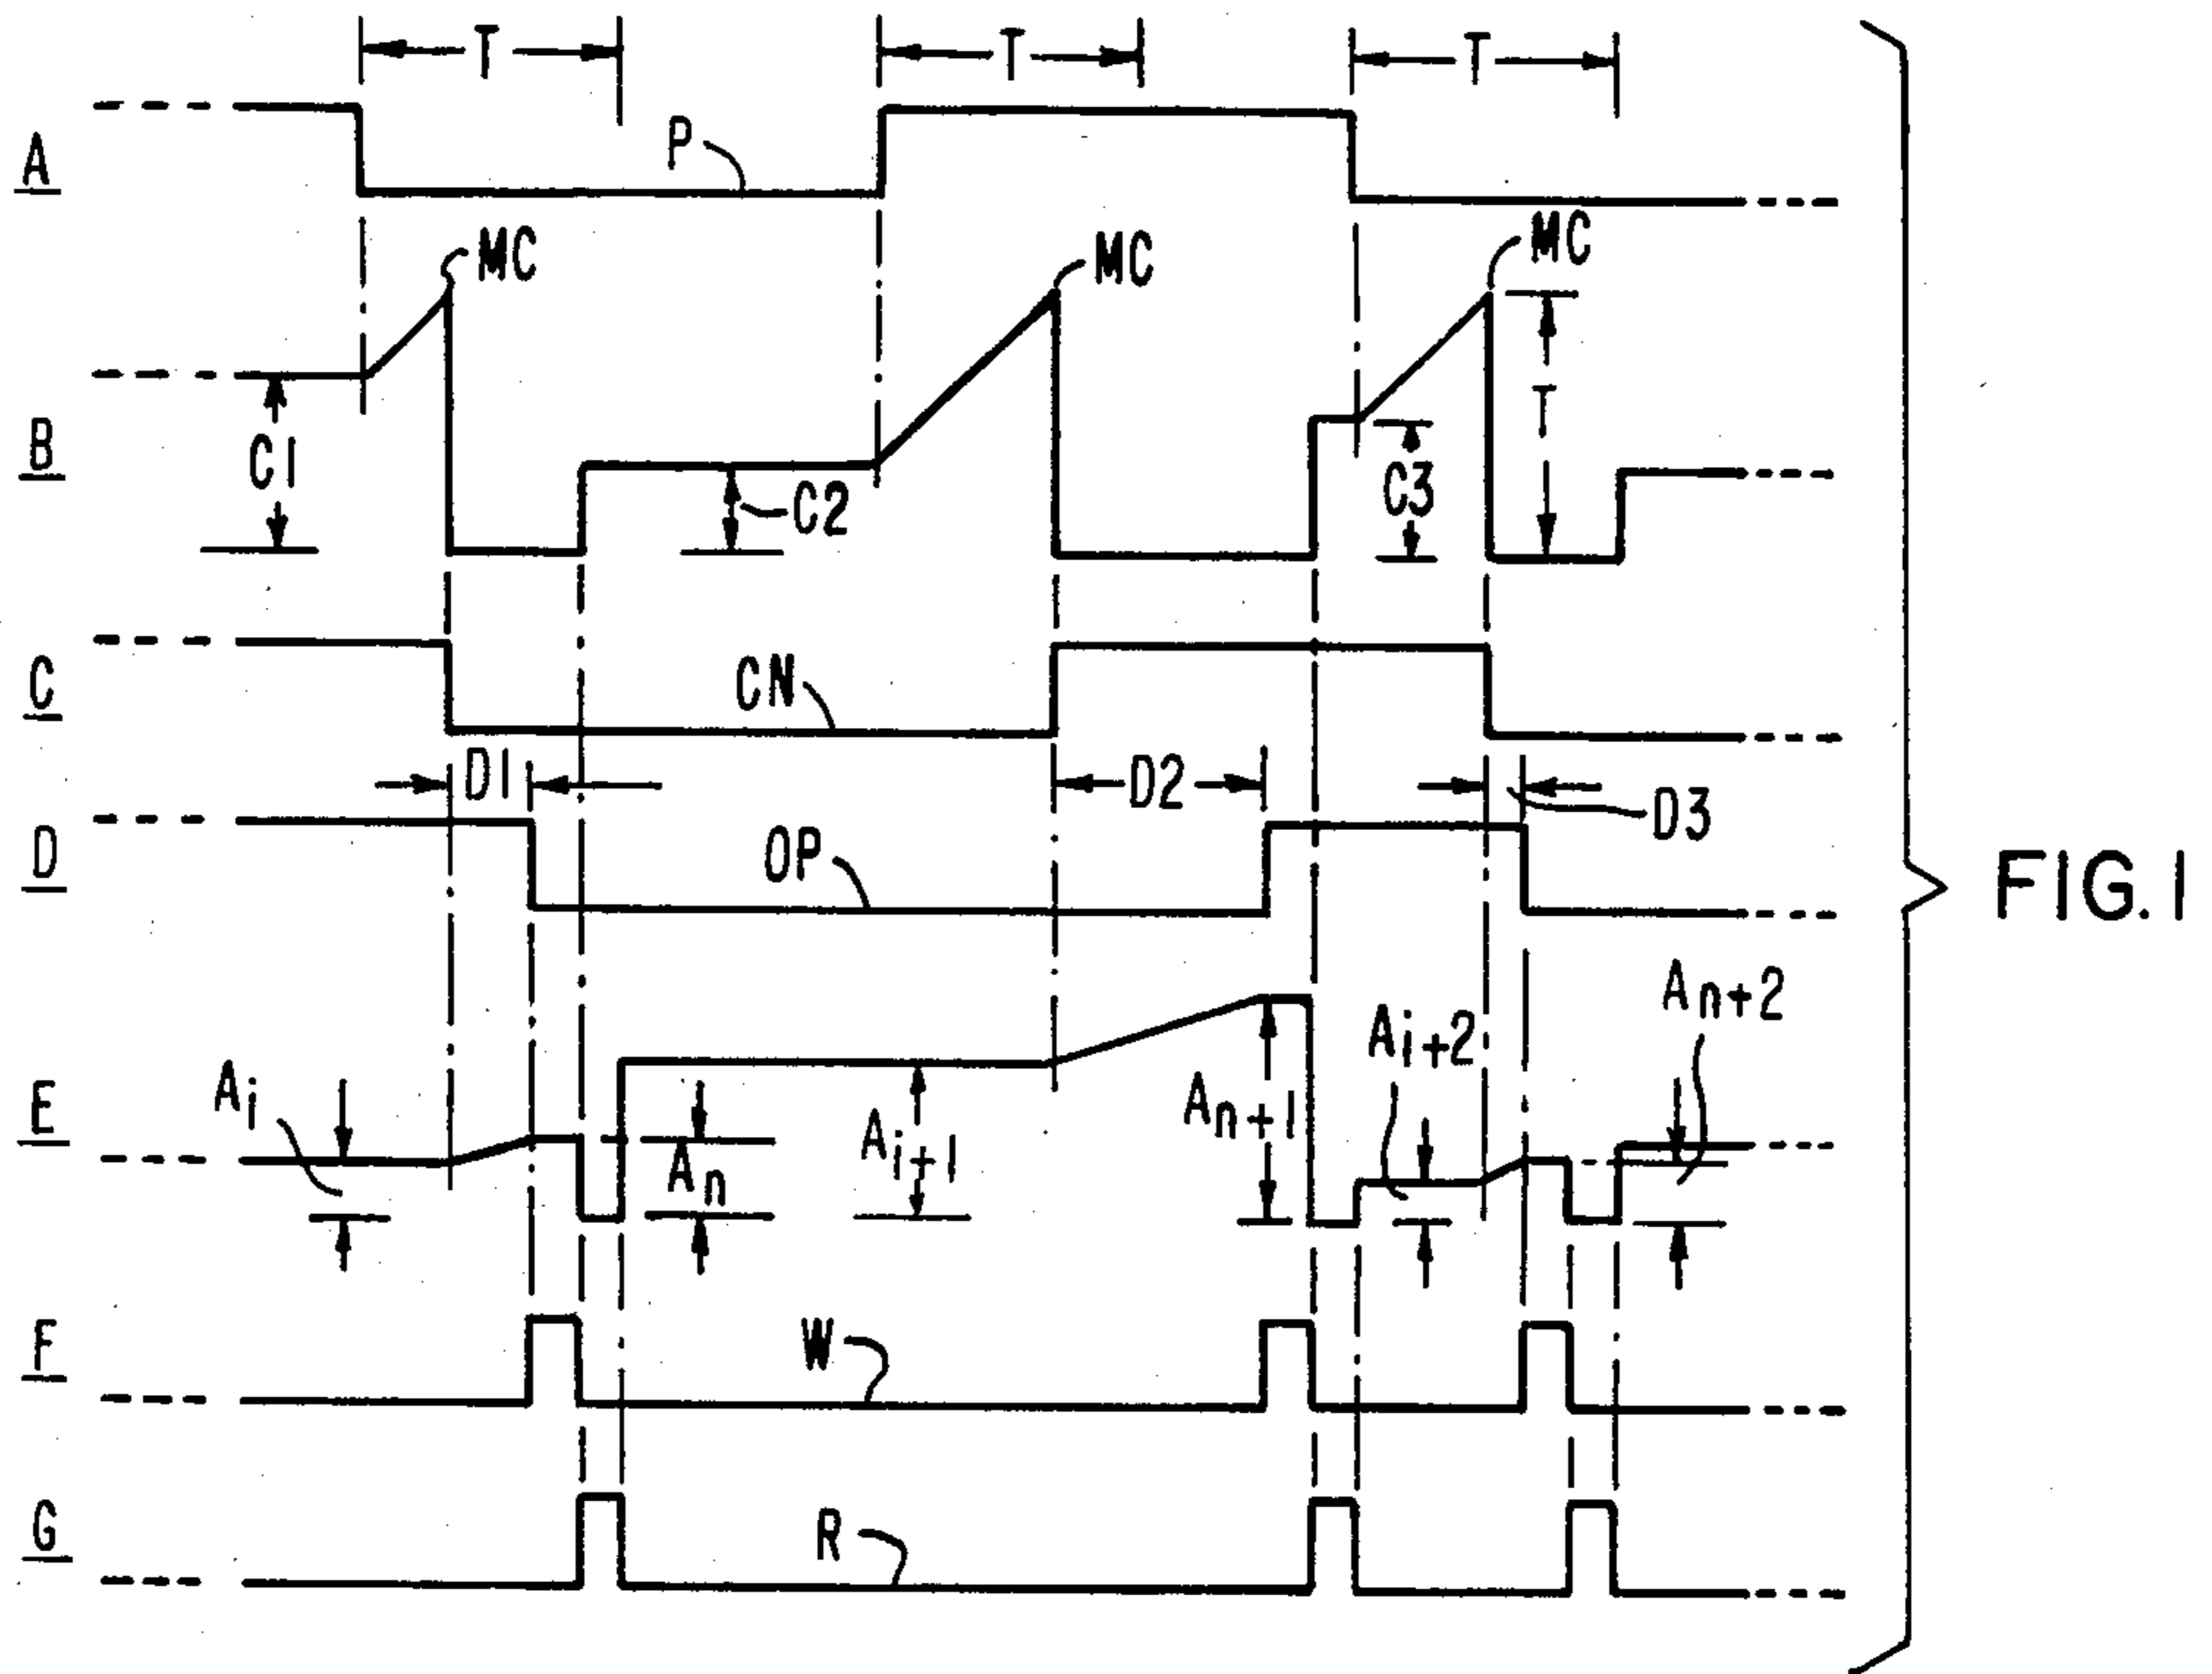 T T T
A P
MC MC MC
B C1 C2 C3 T
C CN
D1 D2 D3
D OP
E Ai An Ai+1 An+1 Ai+2 An+2
F W
G R
FIG.1